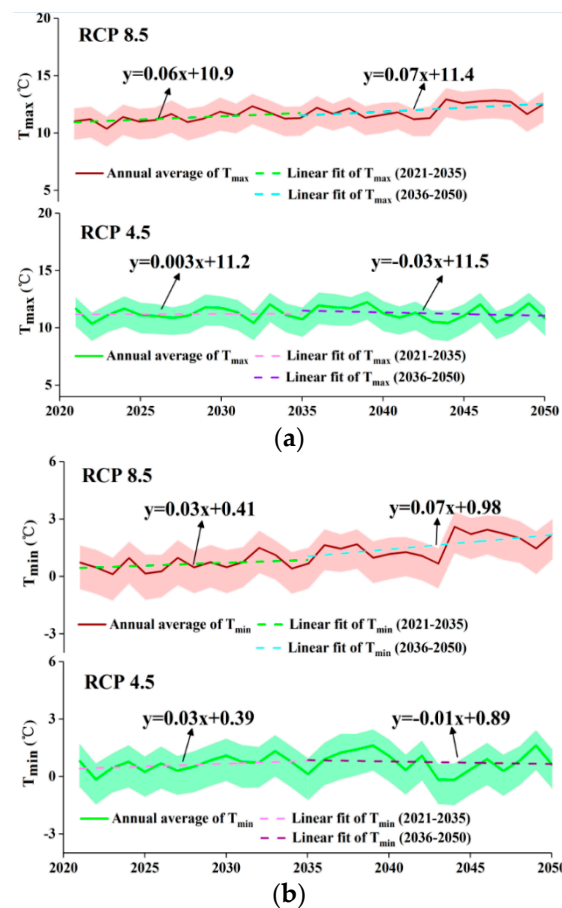 20
RCP 8.5
y=0.06x+10.9
y=0.07x+11.4
15
10
5
Tmax (℃)
Annual average of Tmax
Linear fit of Tmax (2021-2035)
Linear fit of Tmax (2036-2050)
20
RCP 4.5
y=0.003x+11.2
y=-0.03x+11.5
15
10
5
Tmax (℃)
Annual average of Tmax
Linear fit of Tmax (2021-2035)
Linear fit of Tmax (2036-2050)
2020 2025 2030 2035 2040 2045 2050
(a)
6
RCP 8.5
y=0.03x+0.41
y=0.07x+0.98
3
0
-3
Tmin (℃)
Annual average of Tmin
Linear fit of Tmin (2021-2035)
Linear fit of Tmin (2036-2050)
6
RCP 4.5
y=0.03x+0.39
y=-0.01x+0.89
3
0
-3
Tmin (℃)
Annual average of Tmin
Linear fit of Tmin (2021-2035)
Linear fit of Tmin (2036-2050)
2020 2025 2030 2035 2040 2045 2050
(b)